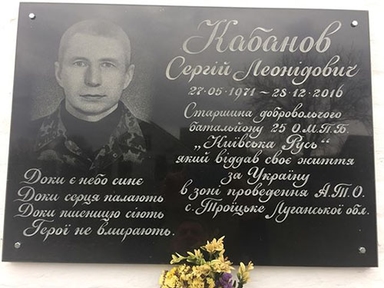 Кабанов
Сергій Леонідович
27-05-1971 – 28-12-2016
Старшина добровольчого
батальйону 25 О.М.П.Б.
„Київська Русь"
який віддав своє життя
за Україну
в зоні проведення А.Т.О.
с.Троїцьке Луганської обл.
Доки є небо синє
Доки серця палають
Доки пшеницю сіють
Герої не вмирають.